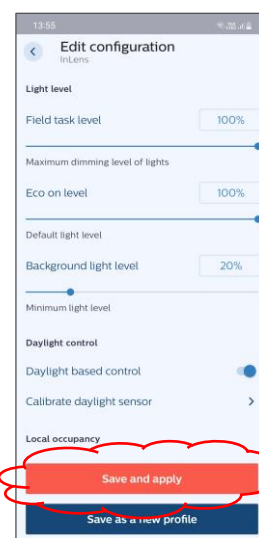 13:55
Edit configuration
InLens
Light level
Field task level 100%
Maximum dimming level of lights
Eco on level 100%
Default light level
Background light level 20%
Minimum light level
Daylight control
Daylight based control
Calibrate daylight sensor
Local occupancy
Save and apply
Save as a new profile